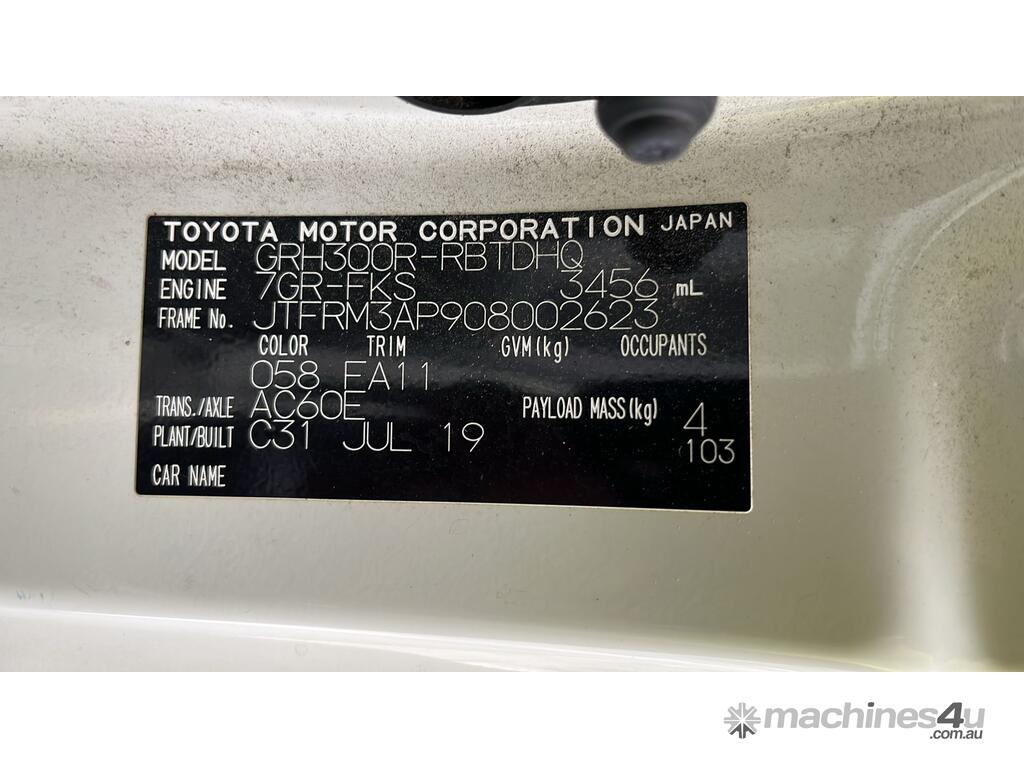 TOYOTA MOTOR CORPORATION JAPAN
MODEL GRH300R-RBTDHQ
ENGINE 7GR-FKS 3456 mL
FRAME No. JTFRM3AP908002623
COLOR TRIM GVM(kg) OCCUPANTS
058 EA11
TRANS./AXLE AC60E PAYLOAD MASS(kg) 4
PLANT/BUILT C31 JUL 19 103
CAR NAME
machines4u
.com.au